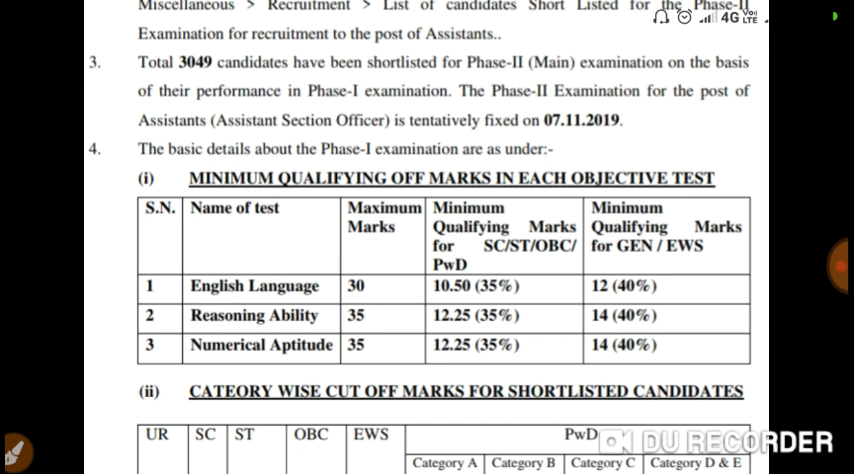 Miscellaneous > Recruitment > List of candidates Short Listed for the Phase-II
4G VoD LTE
Examination for recruitment to the post of Assistants..
3. Total 3049 candidates have been shortlisted for Phase-II (Main) examination on the basis
of their performance in Phase-I examination. The Phase-II Examination for the post of
Assistants (Assistant Section Officer) is tentatively fixed on 07.11.2019.
4. The basic details about the Phase-I examination are as under:-
(i) MINIMUM QUALIFYING OFF MARKS IN EACH OBJECTIVE TEST
S.N. Name of test Maximum Minimum Minimum
Marks Qualifying Marks Qualifying Marks
for SC/ST/OBC/ for GEN / EWS
PwD
1 English Language 30 10.50 (35%) 12 (40%)
2 Reasoning Ability 35 12.25 (35%) 14 (40%)
3 Numerical Aptitude 35 12.25 (35%) 14 (40%)
(ii) CATEORY WISE CUT OFF MARKS FOR SHORTLISTED CANDIDATES
UR SC ST OBC EWS PwD
DU RECORDER
Category A Category B Category C Category D & E